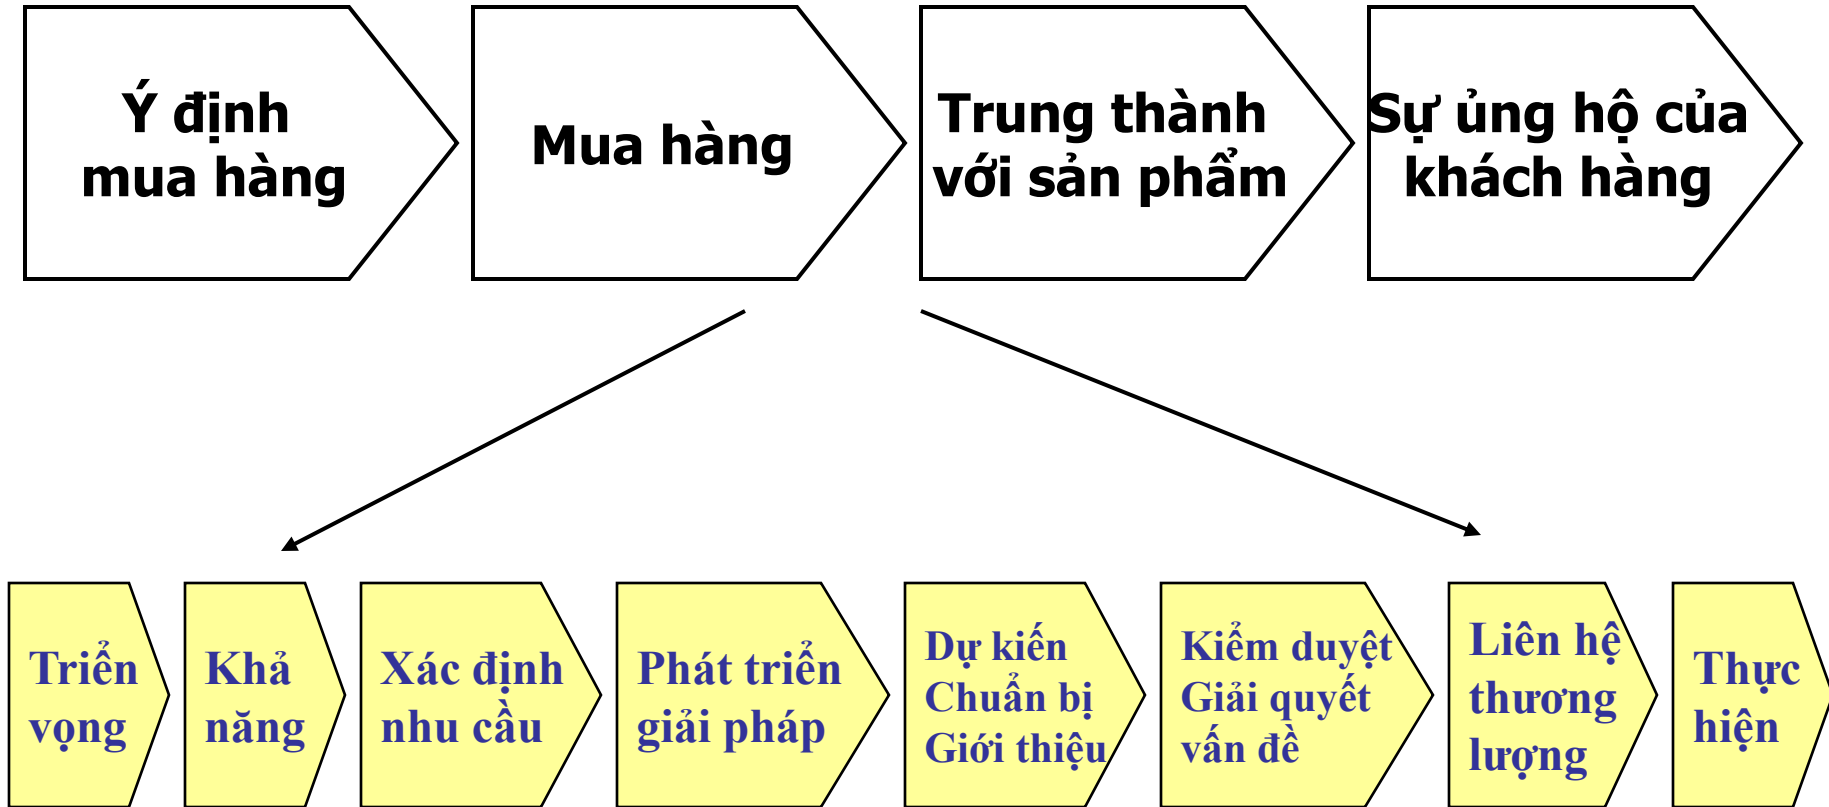 Ý định
mua hàng
Mua hàng
Trung thành
với sản phẩm
Sự ủng hộ của
khách hàng
Triển
vọng
Khả
năng
Xác định
nhu cầu
Phát triển
giải pháp
Dự kiến
Chuẩn bị
Giới thiệu
Kiểm duyệt
Giải quyết
vấn đề
Liên hệ
thương
lượng
Thực
hiện